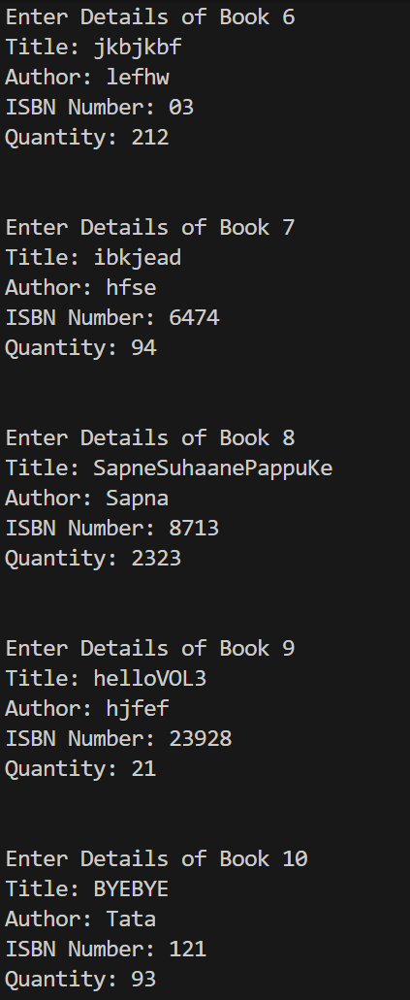 Enter Details of Book 6
Title: jkbjkbf
Author: lefhw
ISBN Number: 03
Quantity: 212
Enter Details of Book 7
Title: ibkjead
Author: hfse
ISBN Number: 6474
Quantity: 94
Enter Details of Book 8
Title: SapneSuhaanePappuKe
Author: Sapna
ISBN Number: 8713
Quantity: 2323
Enter Details of Book 9
Title: helloVOL3
Author: hjfef
ISBN Number: 23928
Quantity: 21
Enter Details of Book 10
Title: BYEBYE
Author: Tata
ISBN Number: 121
Quantity: 93